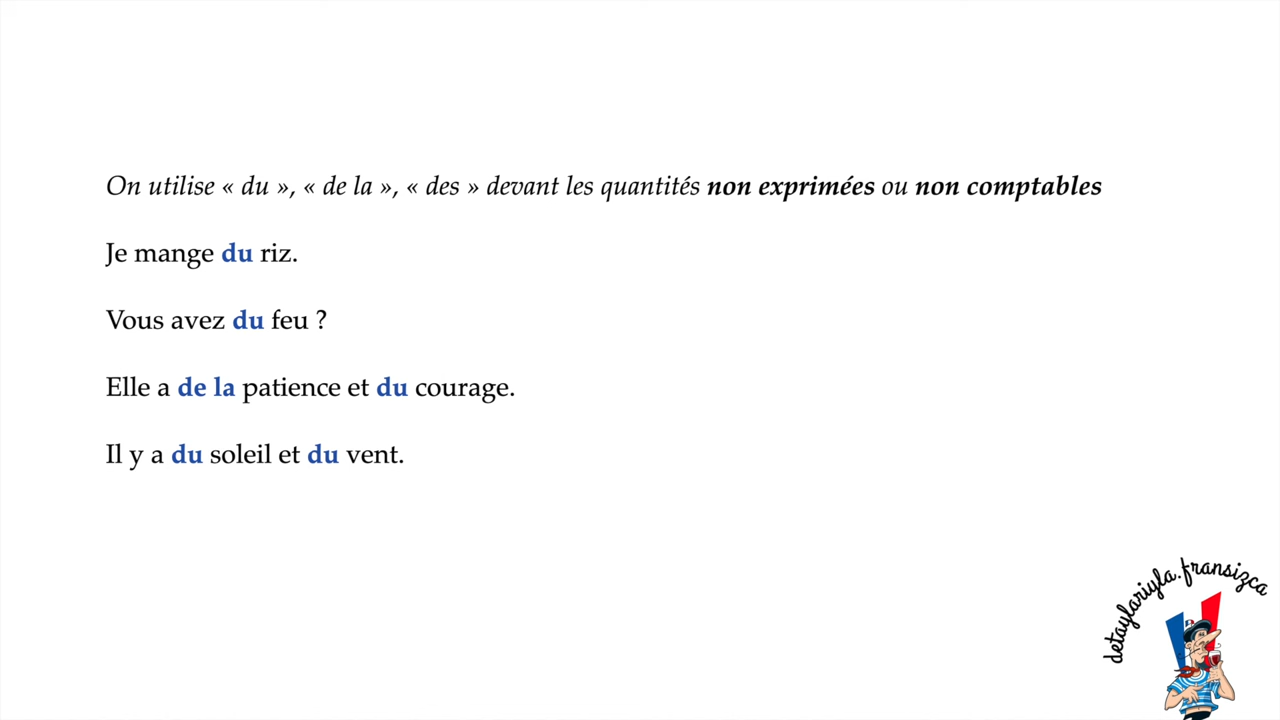 On utilise « du », « de la », « des » devant les quantités non exprimées ou non comptables
Je mange du riz.
Vous avez du feu ?
Elle a de la patience et du courage.
Il y a du soleil et du vent.
detaylariyla.fransizca